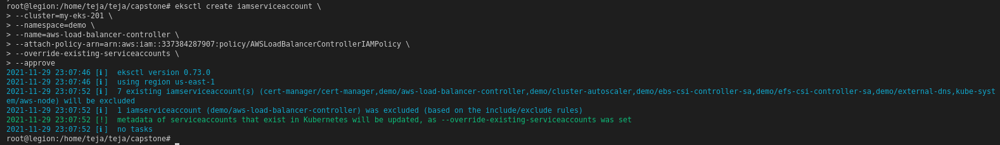 root@legion:/home/teja/teja/capstone# eksctl create iamserviceaccount \
> --cluster=my-eks-201 \
> --namespace=demo \
> --name=aws-load-balancer-controller \
> --attach-policy-arn=arn:aws:iam::337384287907:policy/AWSLoadBalancerControllerIAMPolicy \
> --override-existing-serviceaccounts \
> --approve
2021-11-29 23:07:46 [ℹ]  eksctl version 0.73.0
2021-11-29 23:07:46 [ℹ]  using region us-east-1
2021-11-29 23:07:52 [ℹ]  7 existing iamserviceaccount(s) (cert-manager/cert-manager,demo/aws-load-balancer-controller,demo/cluster-autoscaler,demo/ebs-csi-controller-sa,demo/efs-csi-controller-sa,demo/external-dns,kube-syst
em/aws-node) will be excluded
2021-11-29 23:07:52 [ℹ]  1 iamserviceaccount (demo/aws-load-balancer-controller) was excluded (based on the include/exclude rules)
2021-11-29 23:07:52 [!]  metadata of serviceaccounts that exist in Kubernetes will be updated, as --override-existing-serviceaccounts was set
2021-11-29 23:07:52 [ℹ]  no tasks
root@legion:/home/teja/teja/capstone#